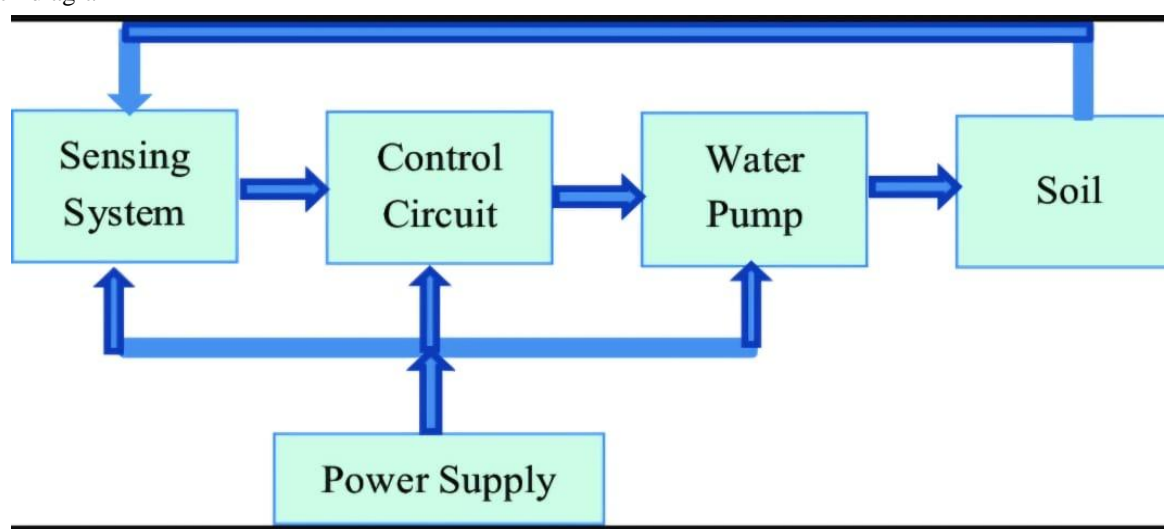 Sensing
System
Control
Circuit
Water
Pump
Soil
Power Supply